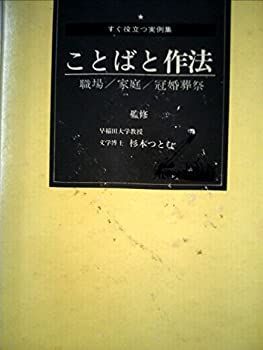 すぐ役立つ実例集
ことばと作法
職場/家庭/冠婚葬祭
監修
早稲田大学教授
文学博士 杉本つとむ